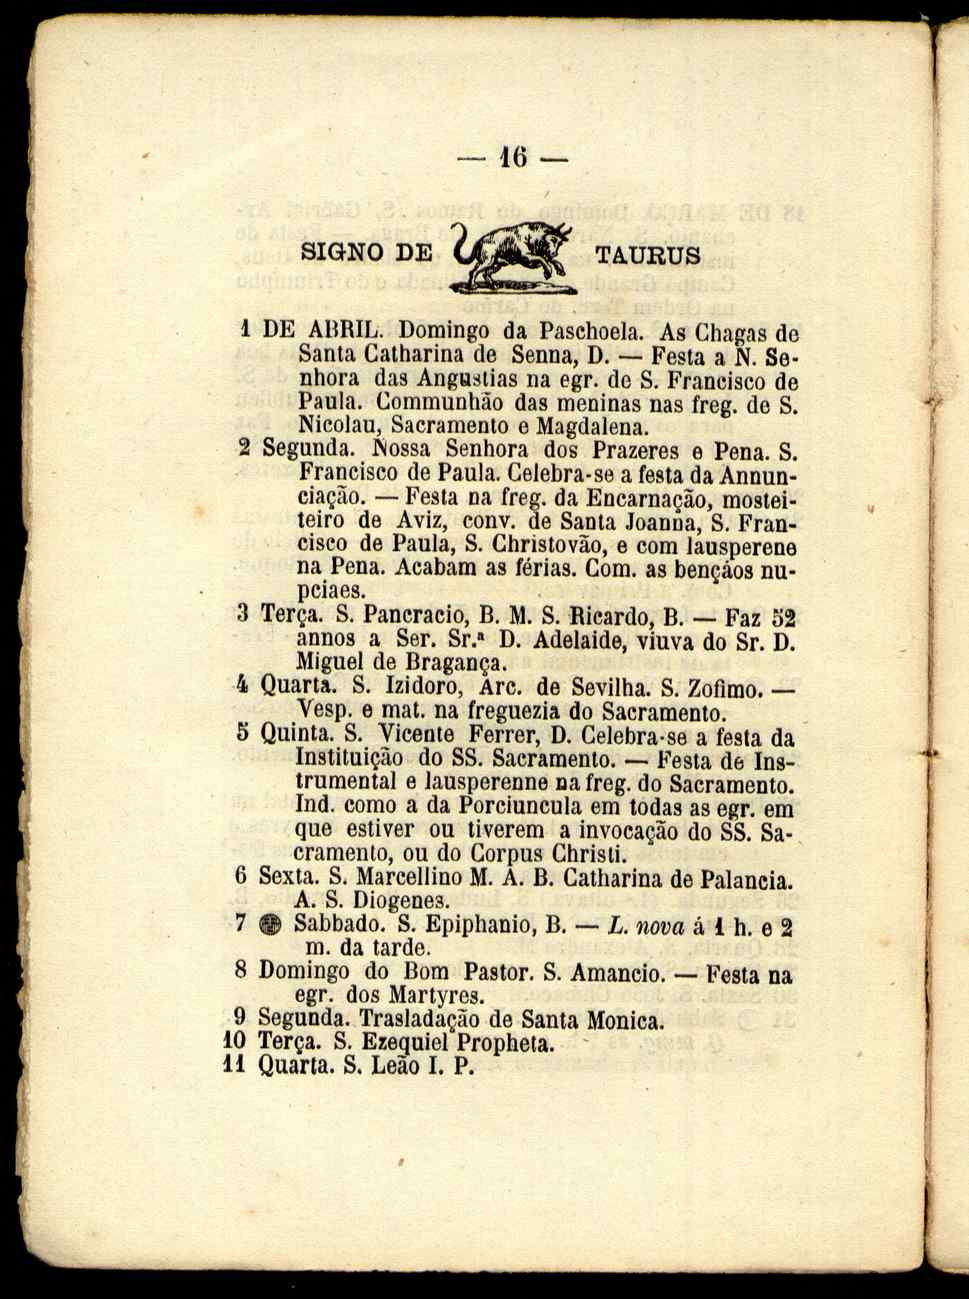 — 16 —
SIGNO DE TAURUS
1 DE ABRIL. Domingo da Paschoela. As Chagas de
Santa Catharina de Senna, D. — Festa a N. Se-
nhora das Angustias na egr. de S. Francisco de
Paula. Communhão das meninas nas freg. de S.
Nicolau, Sacramento e Magdalena.
2 Segunda. Nossa Senhora dos Prazeres e Pena. S.
Francisco de Paula. Celebra-se a festa da Annun-
ciação. — Festa na freg. da Encarnação, mostei-
teiro de Aviz, conv. de Santa Joanna, S. Fran-
cisco de Paula, S. Christovão, e com lausperene
na Pena. Acabam as férias. Com. as bençãos nu-
pciaes.
3 Terça. S. Pancracio, B. M. S. Ricardo, B. — Faz 52
annos a Ser. Sr.ª D. Adelaide, viuva do Sr. D.
Miguel de Bragança.
4 Quarta. S. Izidoro, Arc. de Sevilha. S. Zofimo. —
Vesp. e mat. na freguezia do Sacramento.
5 Quinta. S. Vicente Ferrer, D. Celebra-se a festa da
Instituição do SS. Sacramento. — Festa de Ins-
trumental e lausperenne na freg. do Sacramento.
Ind. como a da Porciuncula em todas as egr. em
que estiver ou tiverem a invocação do SS. Sa-
cramento, ou do Corpus Christi.
6 Sexta. S. Marcellino M. A. B. Catharina de Palancia.
A. S. Diogenes.
7 Sabbado. S. Epiphanio, B. — L. nova á 1 h. e 2
m. da tarde.
8 Domingo do Bom Pastor. S. Amancio. — Festa na
egr. dos Martyres.
9 Segunda. Trasladação de Santa Monica.
10 Terça. S. Ezequiel Propheta.
11 Quarta. S. Leão I. P.